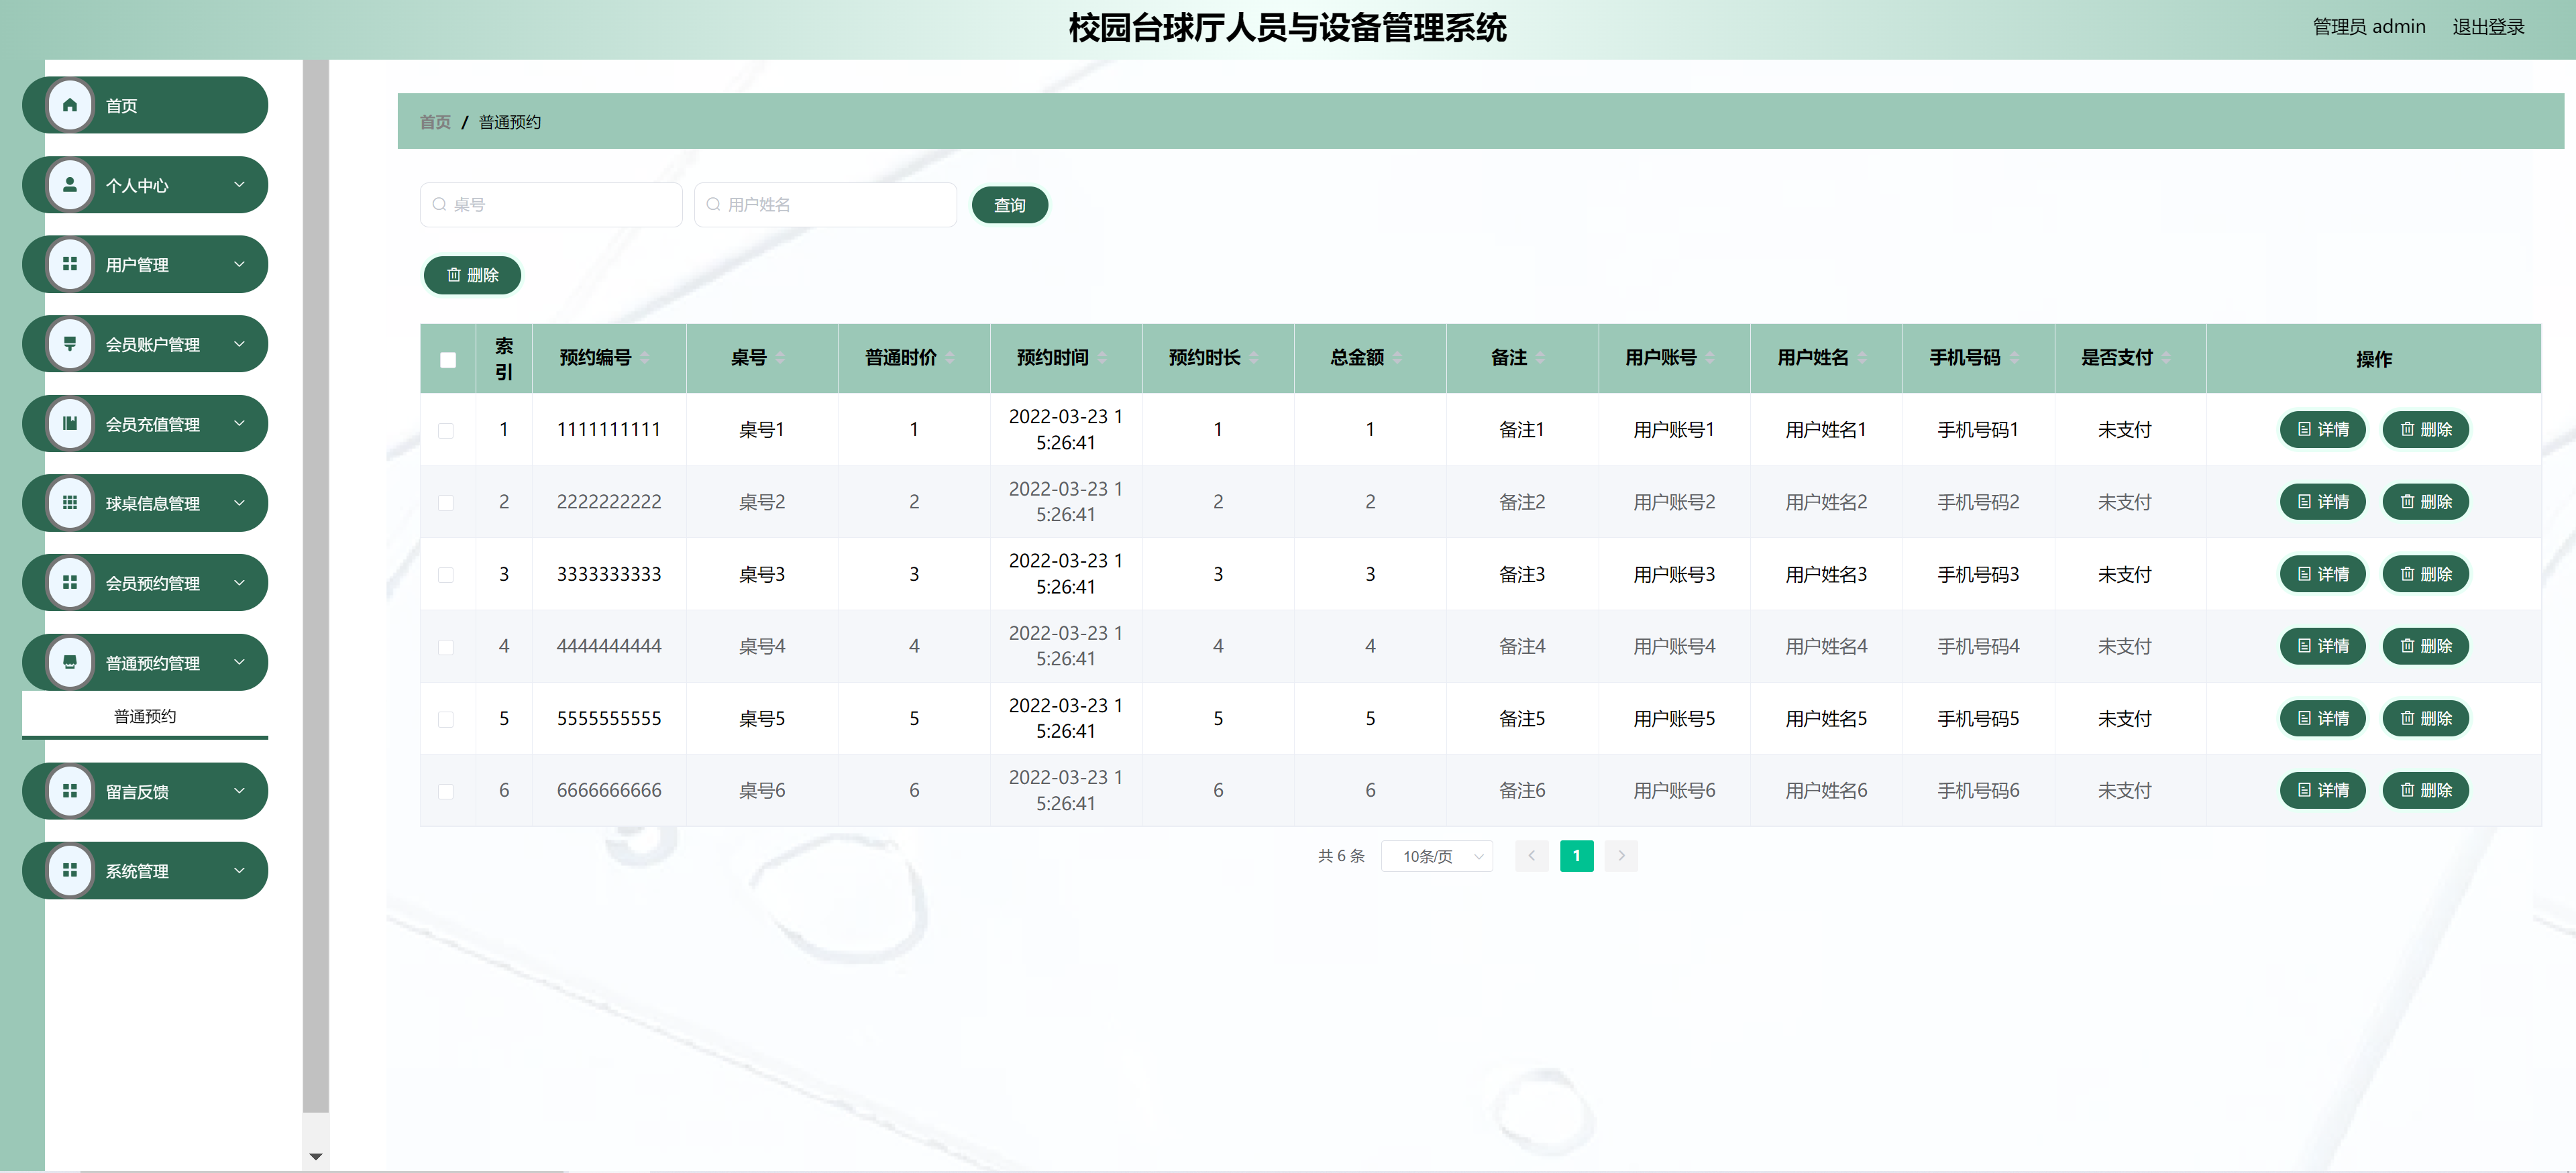 校园台球厅人员与设备管理系统
管理员 admin 退出登录
首页
个人中心
用户管理
会员账户管理
会员充值管理
球桌信息管理
会员预约管理
普通预约管理
普通预约
留言反馈
系统管理
首页 / 普通预约
桌号 用户姓名 查询
删除
索引 预约编号 桌号 普通时价 预约时间 预约时长 总金额 备注 用户账号 用户姓名 手机号码 是否支付 操作
1 1111111111 桌号1 1 2022-03-23 15:26:41 1 1 备注1 用户账号1 用户姓名1 手机号码1 未支付 详情 删除
2 2222222222 桌号2 2 2022-03-23 15:26:41 2 2 备注2 用户账号2 用户姓名2 手机号码2 未支付 详情 删除
3 3333333333 桌号3 3 2022-03-23 15:26:41 3 3 备注3 用户账号3 用户姓名3 手机号码3 未支付 详情 删除
4 4444444444 桌号4 4 2022-03-23 15:26:41 4 4 备注4 用户账号4 用户姓名4 手机号码4 未支付 详情 删除
5 5555555555 桌号5 5 2022-03-23 15:26:41 5 5 备注5 用户账号5 用户姓名5 手机号码5 未支付 详情 删除
6 6666666666 桌号6 6 2022-03-23 15:26:41 6 6 备注6 用户账号6 用户姓名6 手机号码6 未支付 详情 删除
共 6 条 10条/页 1